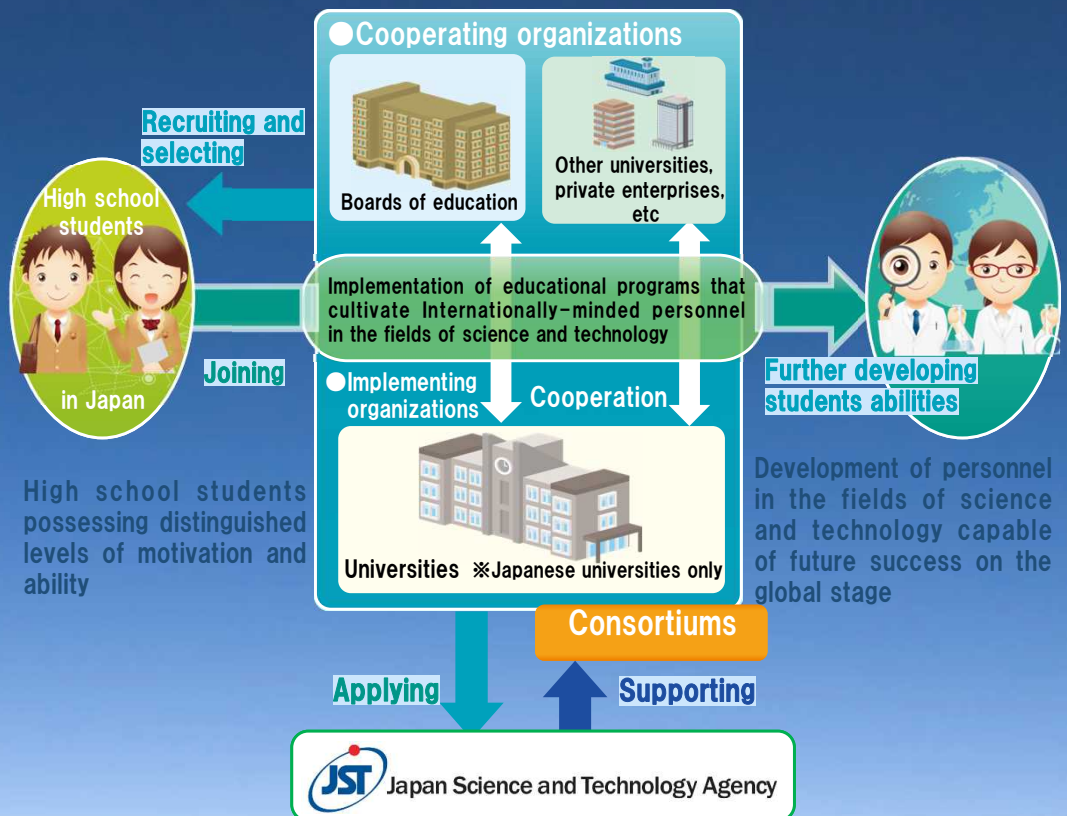 ●Cooperating organizations
Boards of education
Other universities,
private enterprises,
etc
Recruiting and
selecting
High school
students
in Japan
Joining
Implementation of educational programs that
cultivate Internationally-minded personnel
in the fields of science and technology
Further developing
students abilities
●Implementing
organizations
Cooperation
Universities ※Japanese universities only
High school students
possessing distinguished
levels of motivation and
ability
Development of personnel
in the fields of science
and technology capable
of future success on the
global stage
Consortiums
Applying
Supporting
JST Japan Science and Technology Agency